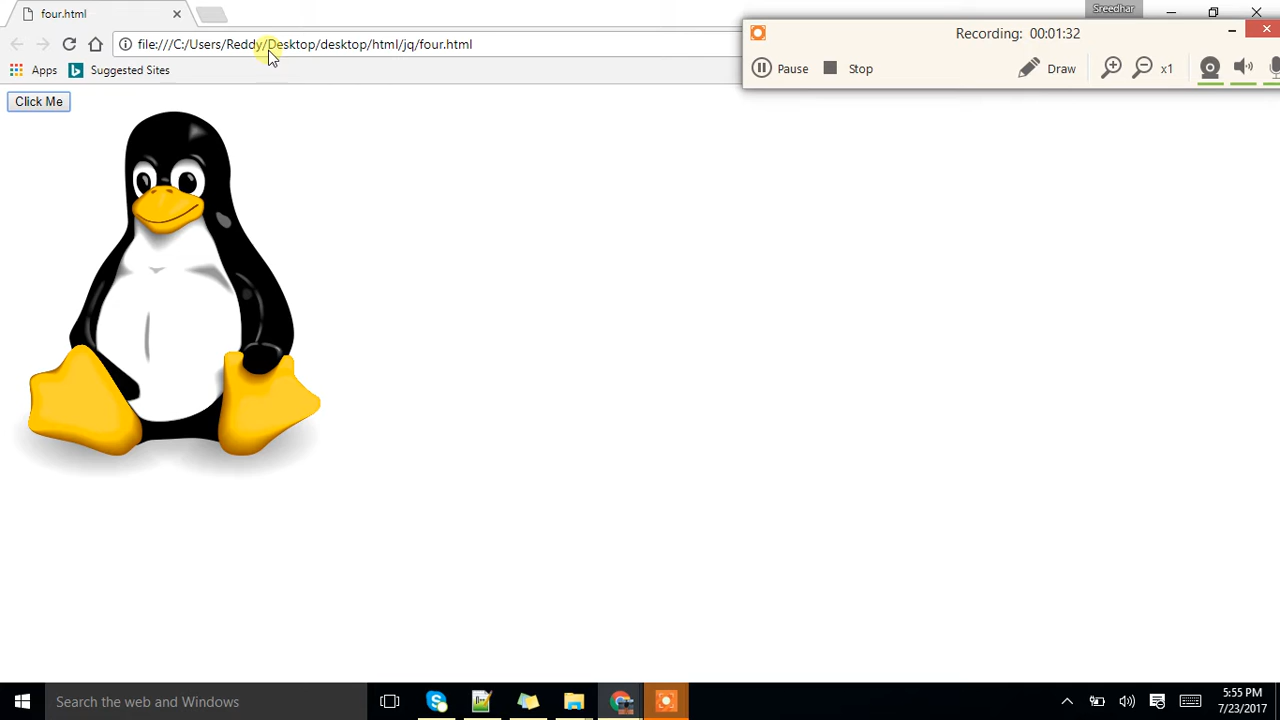 four.html
Sreedhar
file:///C:/Users/Reddy/Desktop/desktop/html/jq/four.html
Recording: 00:01:32
Apps Suggested Sites
Pause Stop Draw x1
Click Me
Search the web and Windows
5:55 PM
7/23/2017